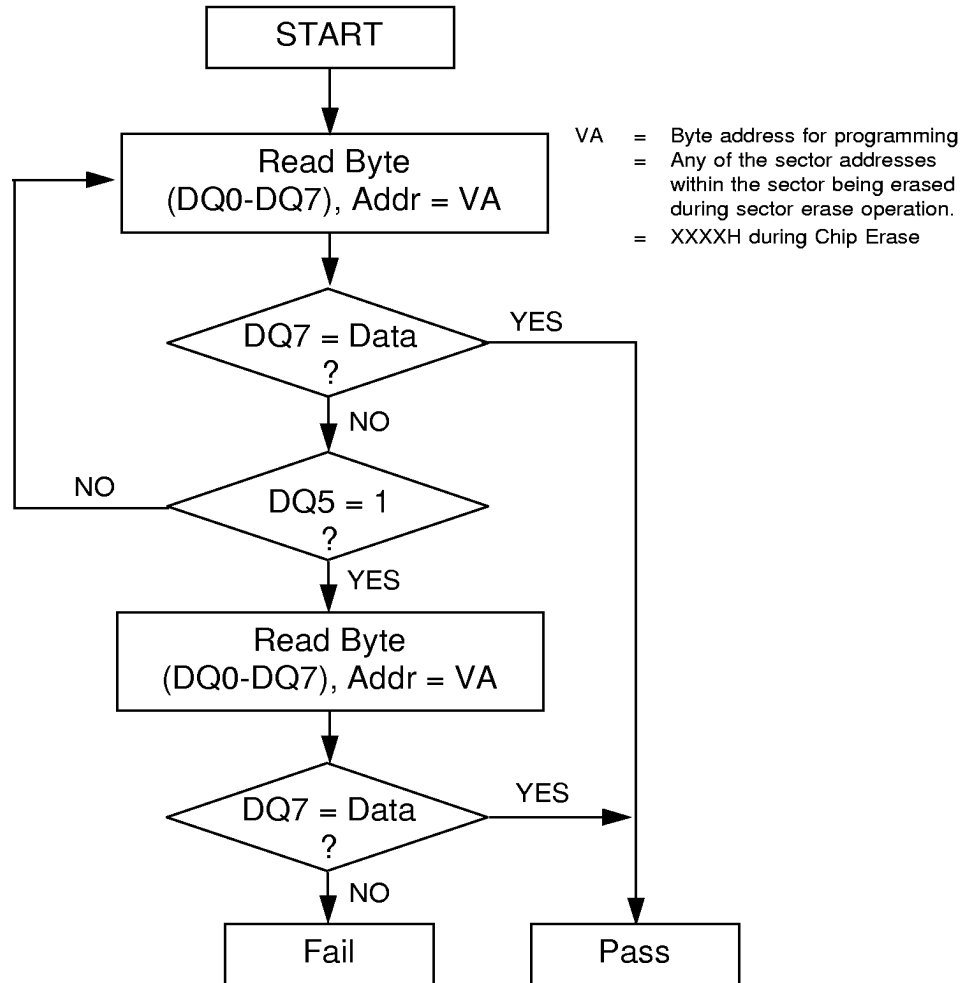 START
Read Byte
(DQ0-DQ7), Addr = VA
VA = Byte address for programming
= Any of the sector addresses
within the sector being erased
during sector erase operation.
= XXXXH during Chip Erase
DQ7 = Data
?
YES
NO
DQ5 = 1
?
NO
YES
Read Byte
(DQ0-DQ7), Addr = VA
DQ7 = Data
?
YES
NO
Fail
Pass